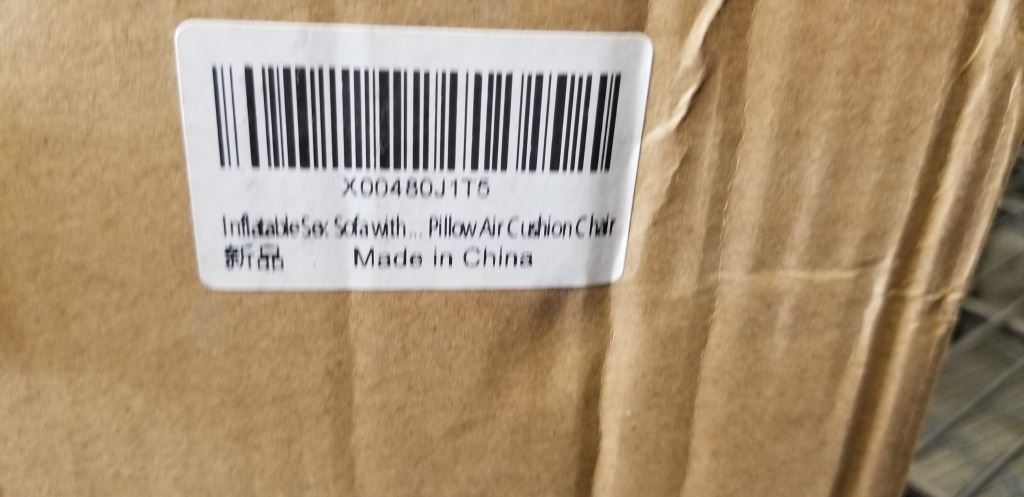 X00480J1T5
Inflatable Sex Sofa with ... Pillow Air Cushion Chair
新品 Made in China